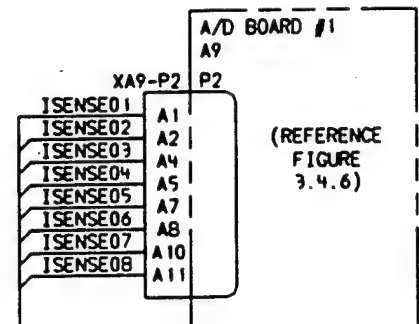 A/D BOARD #1
A9
XA9-P2 P2
ISENSE01 A1
ISENSE02 A2
ISENSE03 A4
ISENSE04 A5
ISENSE05 A7
ISENSE06 A8
ISENSE07 A10
ISENSE08 A11
(REFERENCE
FIGURE
3.4.6)